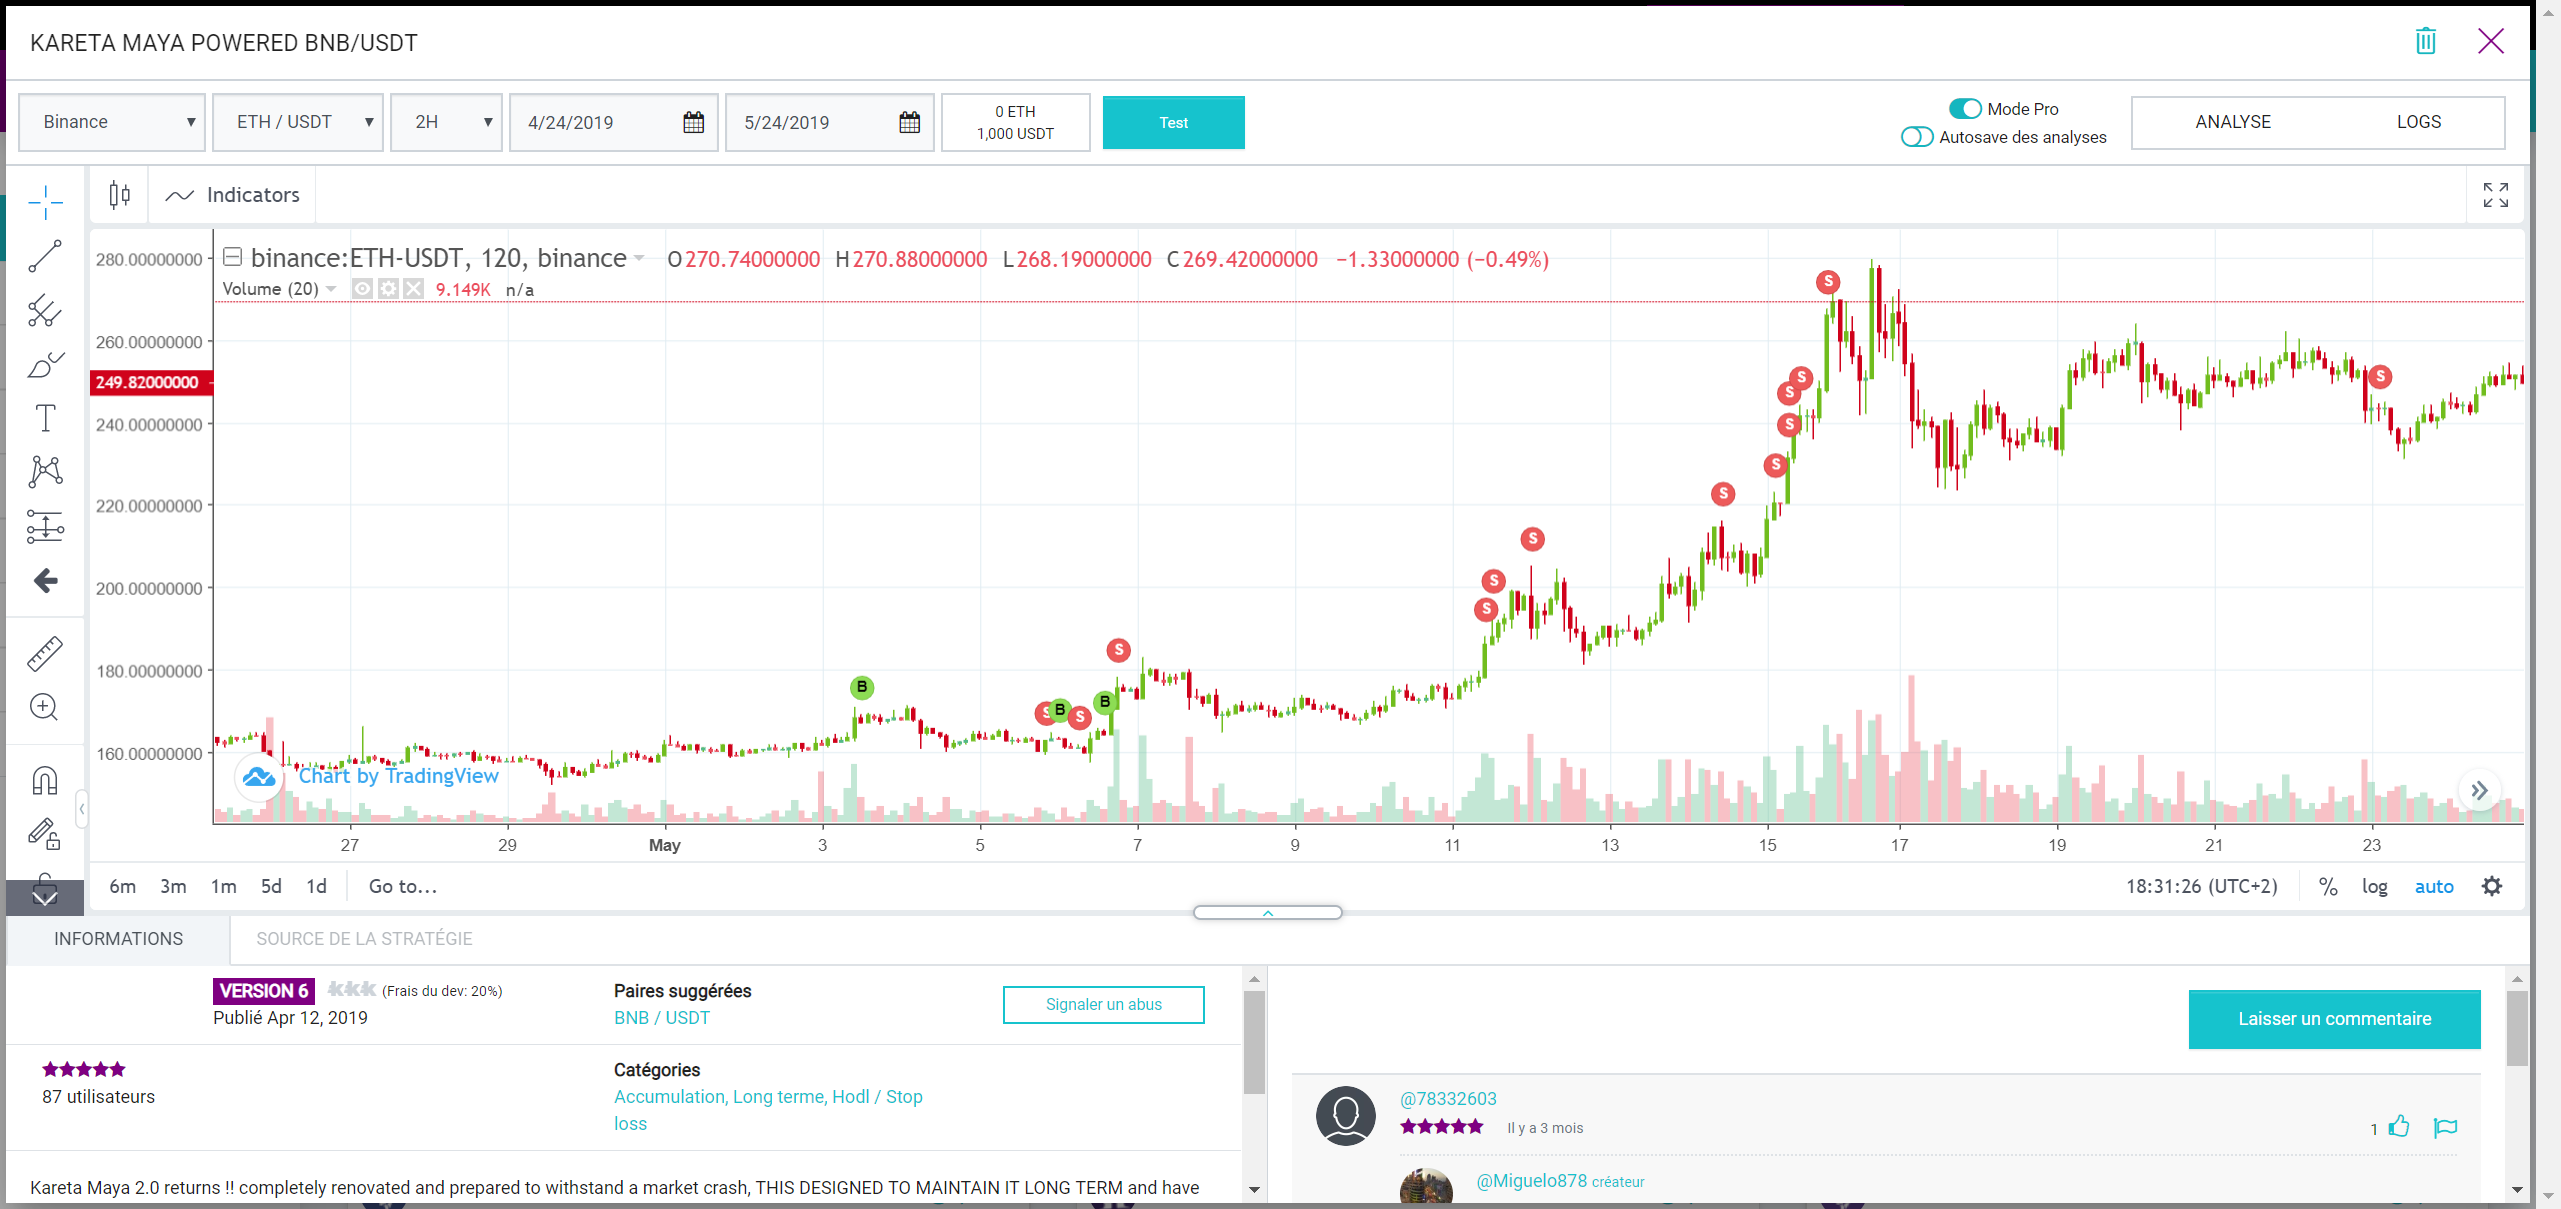 KARETA MAYA POWERED BNB/USDT
Binance ETH / USDT 2H 4/24/2019 5/24/2019
0 ETH
1,000 USDT
Test
Mode Pro
Autosave des analyses
ANALYSE LOGS
Indicators
binance:ETH-USDT, 120, binance O270.74000000 H270.88000000 L268.19000000 C269.42000000 −1.33000000 (−0.49%)
Volume (20) 9.149K n/a
280.00000000
260.00000000
249.82000000
240.00000000
220.00000000
200.00000000
180.00000000
160.00000000
S
S
S
S
S
S
S
S
S
S
S
S
B
S
B
S
B
Chart by TradingView
27 29 May 3 5 7 9 11 13 15 17 19 21 23
6m 3m 1m 5d 1d Go to... 18:31:26 (UTC+2) % log auto
INFORMATIONS SOURCE DE LA STRATÉGIE
VERSION 6 (Frais du dev: 20%)
Publié Apr 12, 2019
Paires suggérées
BNB / USDT
Signaler un abus
87 utilisateurs
Catégories
Accumulation, Long terme, Hodl / Stop
loss
Kareta Maya 2.0 returns !! completely renovated and prepared to withstand a market crash, THIS DESIGNED TO MAINTAIN IT LONG TERM and have
Laisser un commentaire
@78332603
Il y a 3 mois
1
@Miguelo878 créateur